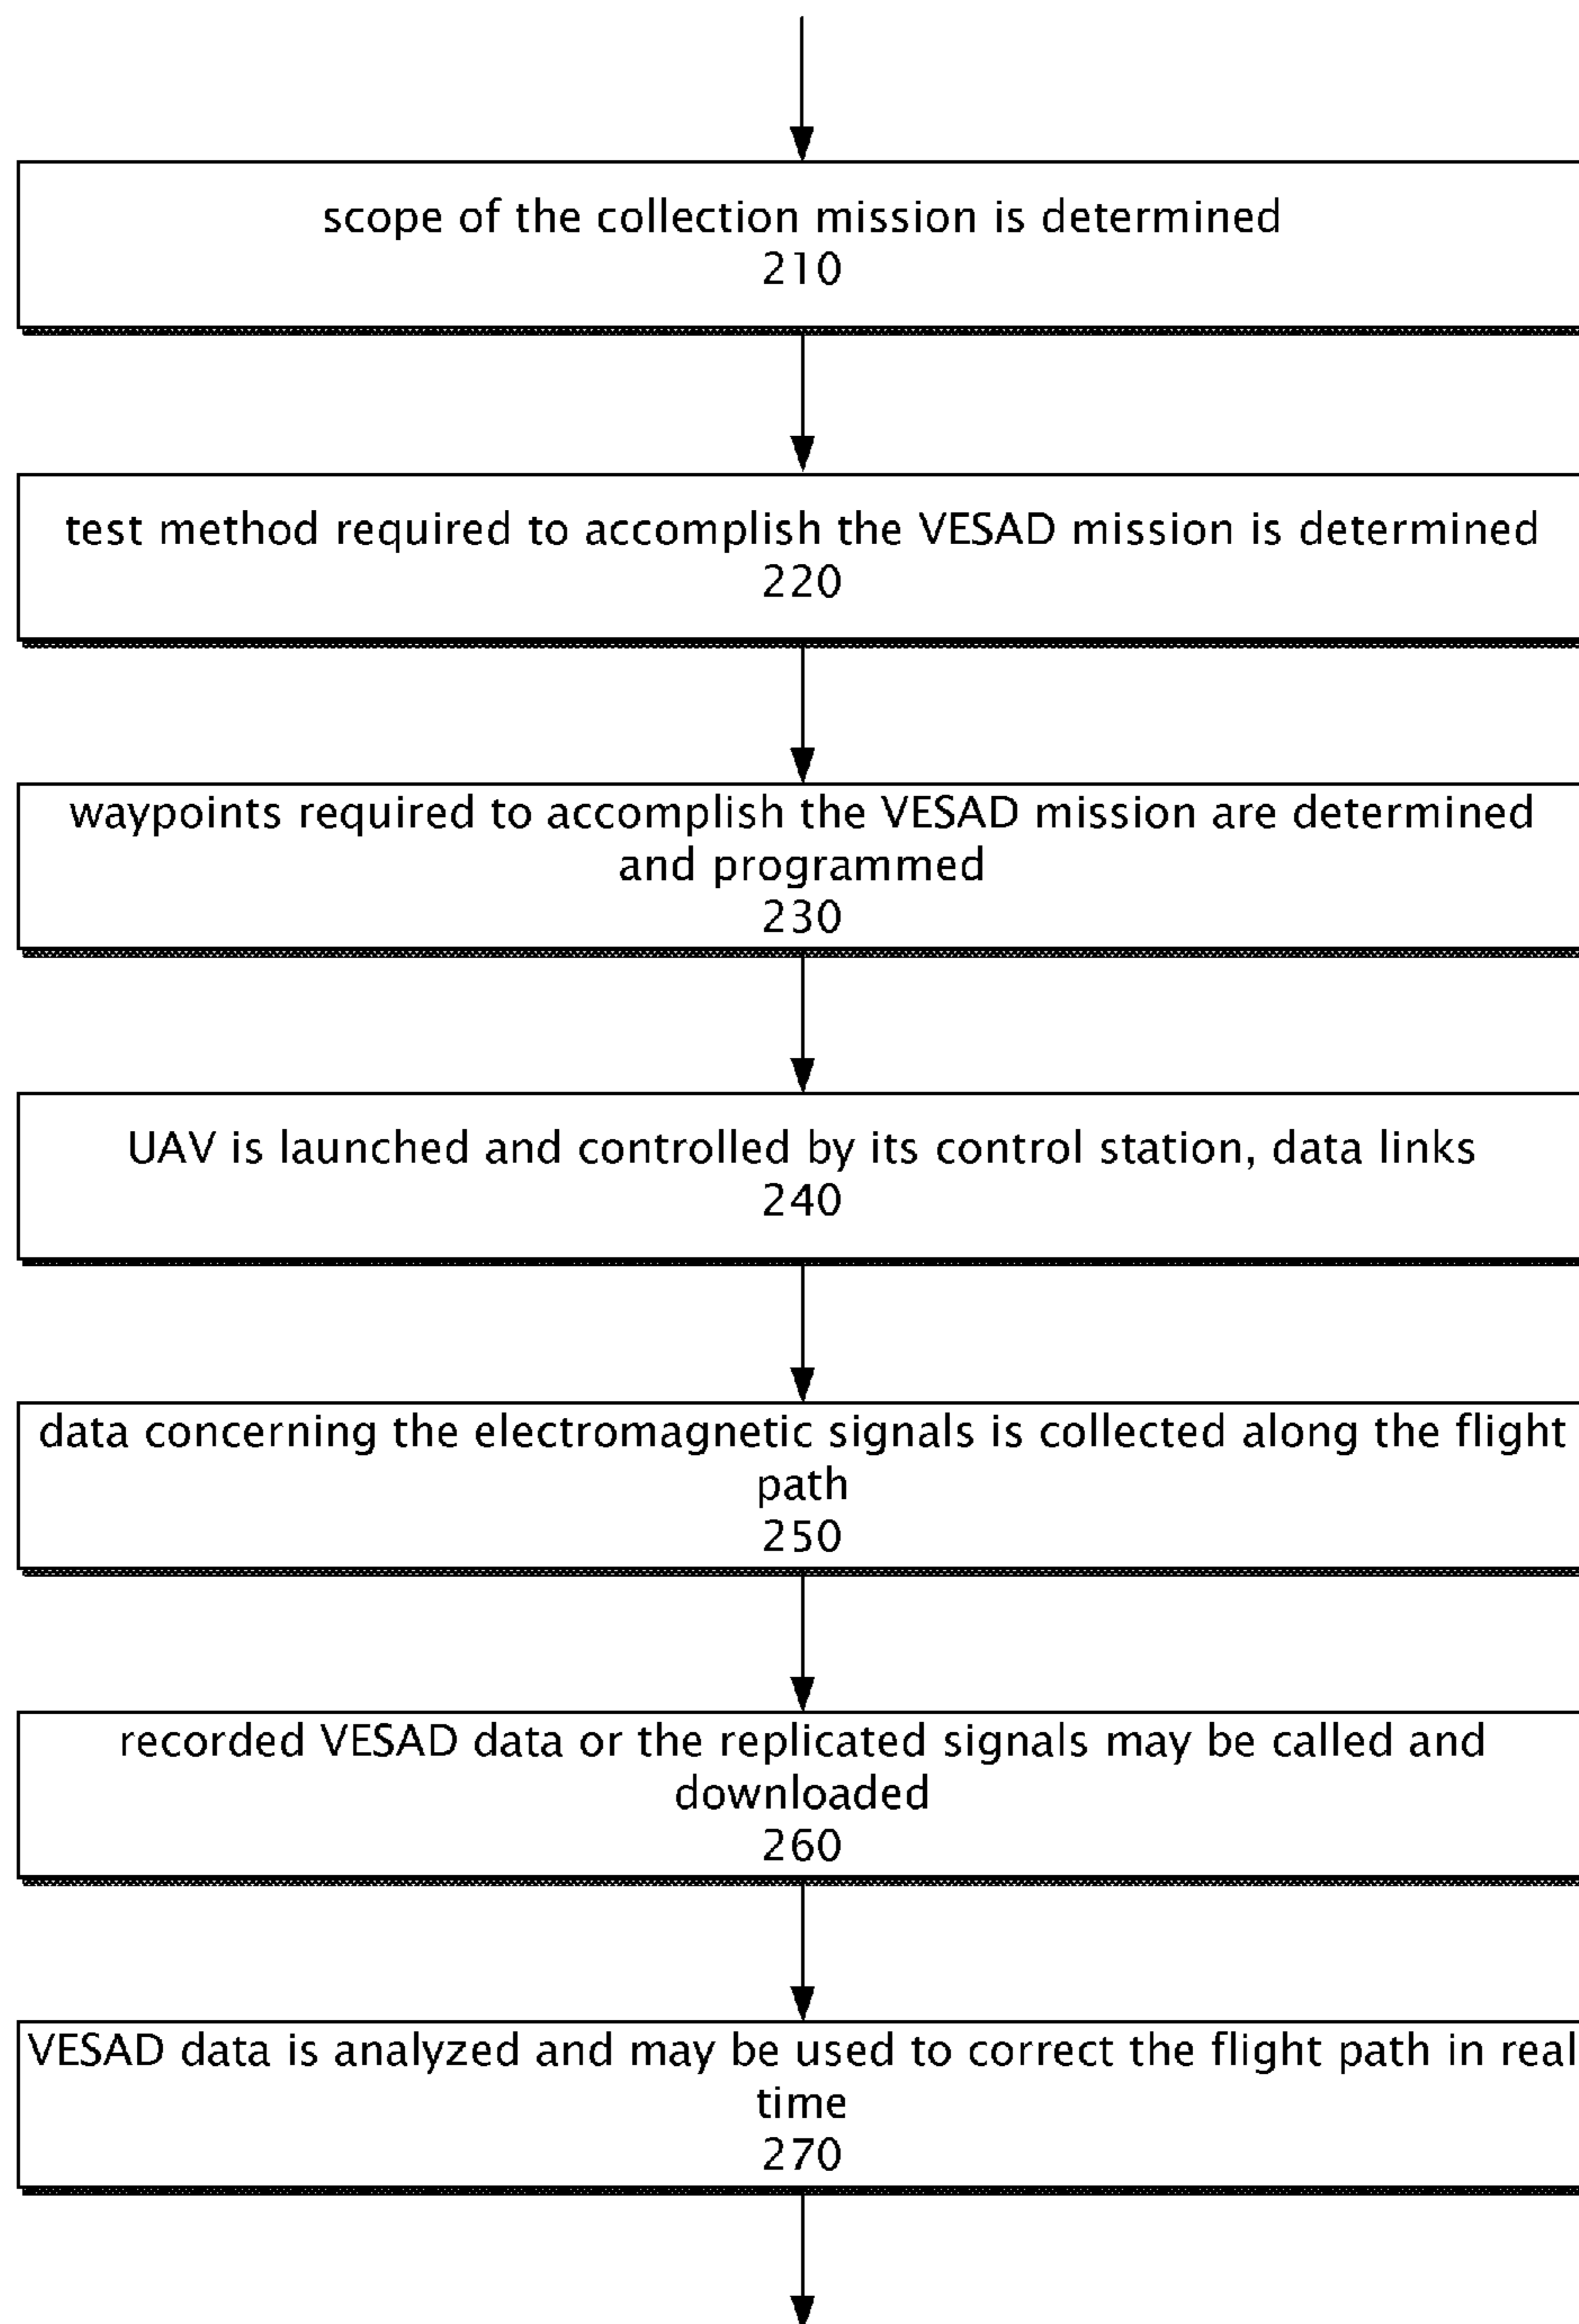 scope of the collection mission is determined
210
test method required to accomplish the VESAD mission is determined
220
waypoints required to accomplish the VESAD mission are determined
and programmed
230
UAV is launched and controlled by its control station, data links
240
data concerning the electromagnetic signals is collected along the flight
path
250
recorded VESAD data or the replicated signals may be called and
downloaded
260
VESAD data is analyzed and may be used to correct the flight path in real
time
270